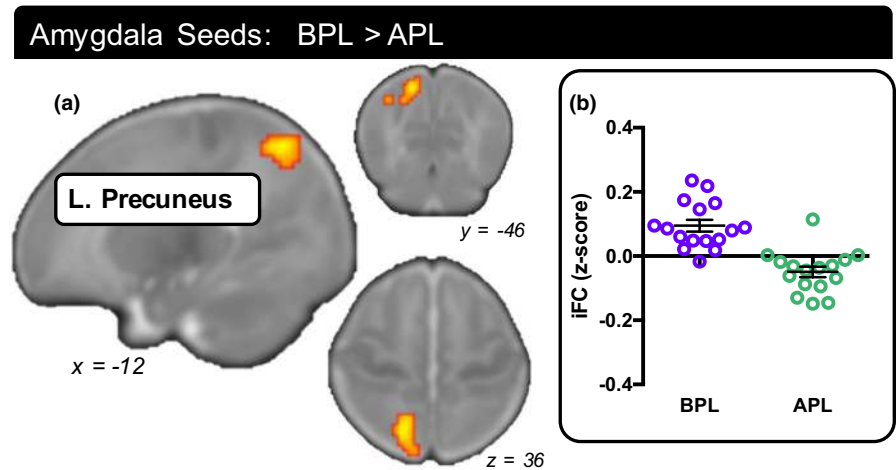 Amygdala Seeds: BPL > APL
(a)
L. Precuneus
x = -12
y = -46
z = 36
(b)
iFC (z-score)
0.4
0.2
0.0
-0.2
-0.4
BPL APL